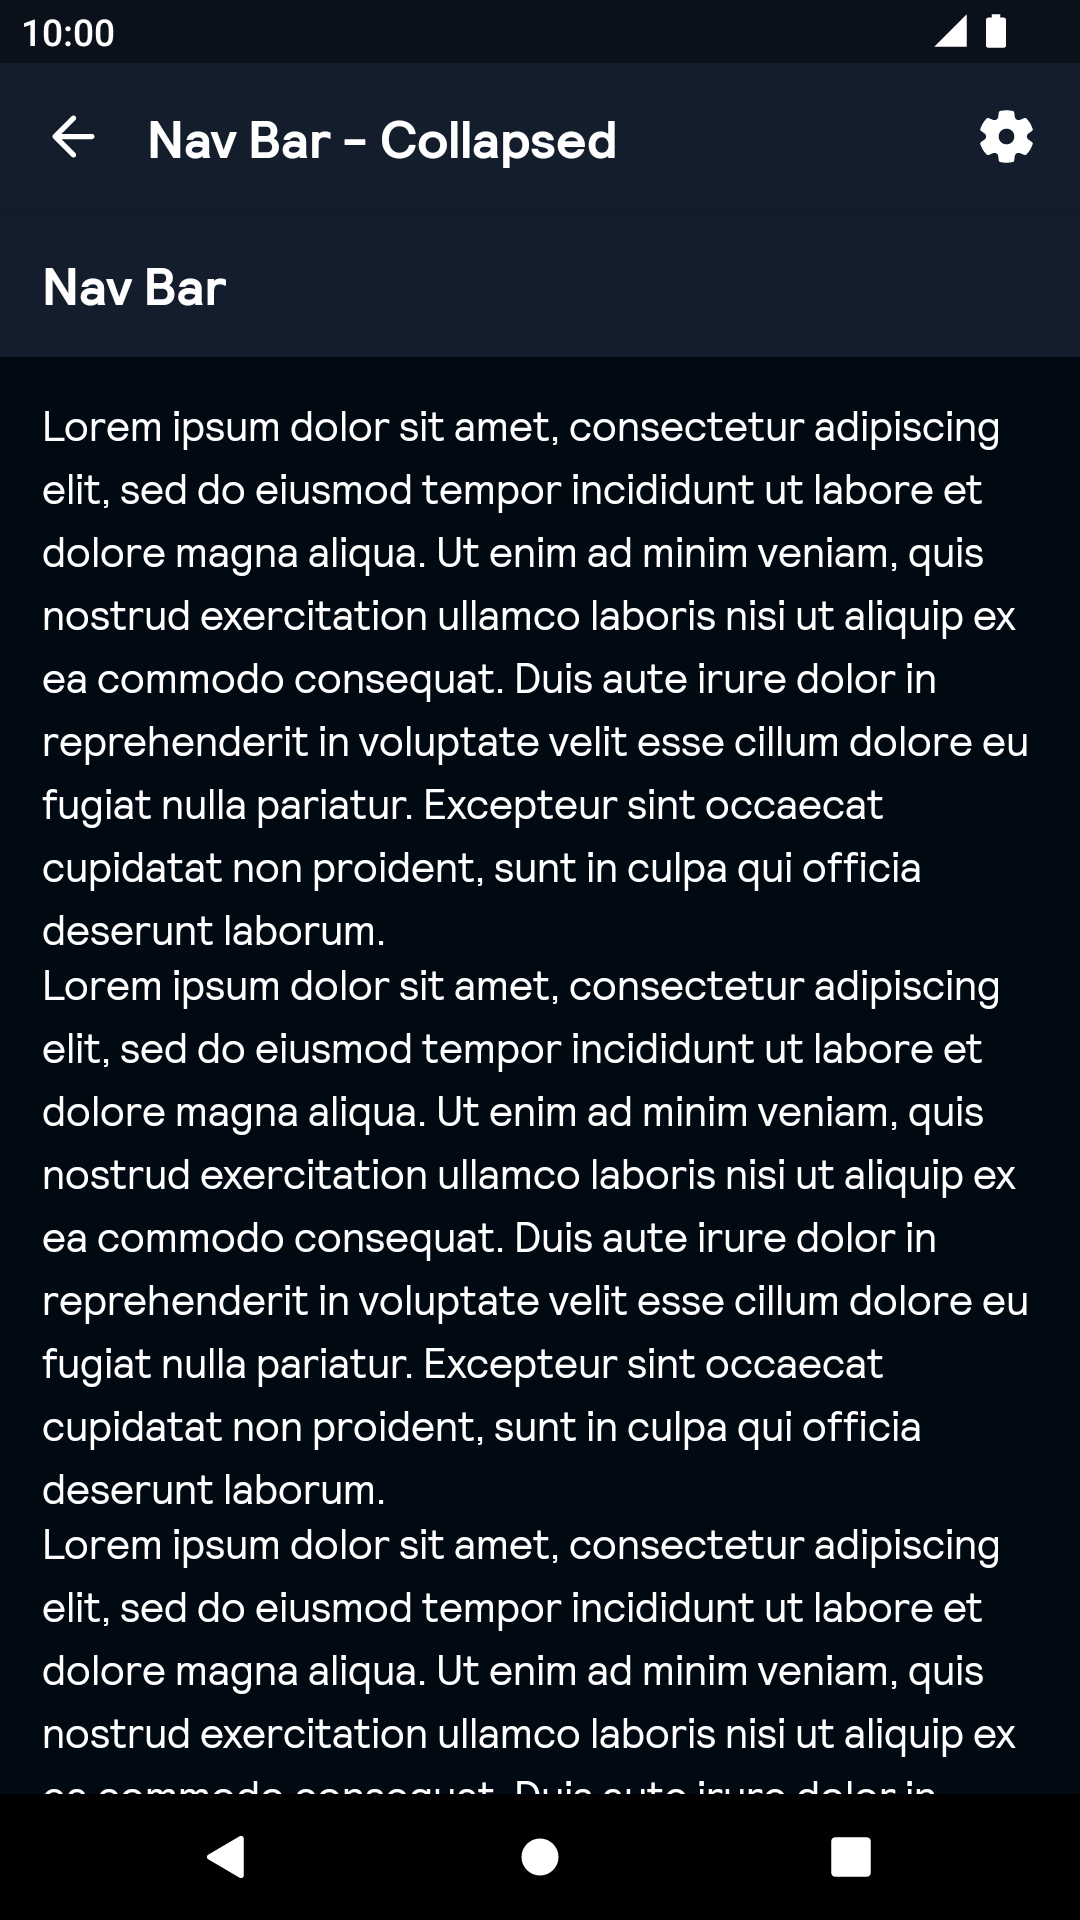 10:00
Nav Bar - Collapsed
Nav Bar
Lorem ipsum dolor sit amet, consectetur adipiscing
elit, sed do eiusmod tempor incididunt ut labore et
dolore magna aliqua. Ut enim ad minim veniam, quis
nostrud exercitation ullamco laboris nisi ut aliquip ex
ea commodo consequat. Duis aute irure dolor in
reprehenderit in voluptate velit esse cillum dolore eu
fugiat nulla pariatur. Excepteur sint occaecat
cupidatat non proident, sunt in culpa qui officia
deserunt laborum.
Lorem ipsum dolor sit amet, consectetur adipiscing
elit, sed do eiusmod tempor incididunt ut labore et
dolore magna aliqua. Ut enim ad minim veniam, quis
nostrud exercitation ullamco laboris nisi ut aliquip ex
ea commodo consequat. Duis aute irure dolor in
reprehenderit in voluptate velit esse cillum dolore eu
fugiat nulla pariatur. Excepteur sint occaecat
cupidatat non proident, sunt in culpa qui officia
deserunt laborum.
Lorem ipsum dolor sit amet, consectetur adipiscing
elit, sed do eiusmod tempor incididunt ut labore et
dolore magna aliqua. Ut enim ad minim veniam, quis
nostrud exercitation ullamco laboris nisi ut aliquip ex
ea commodo consequat. Duis aute irure dolor in